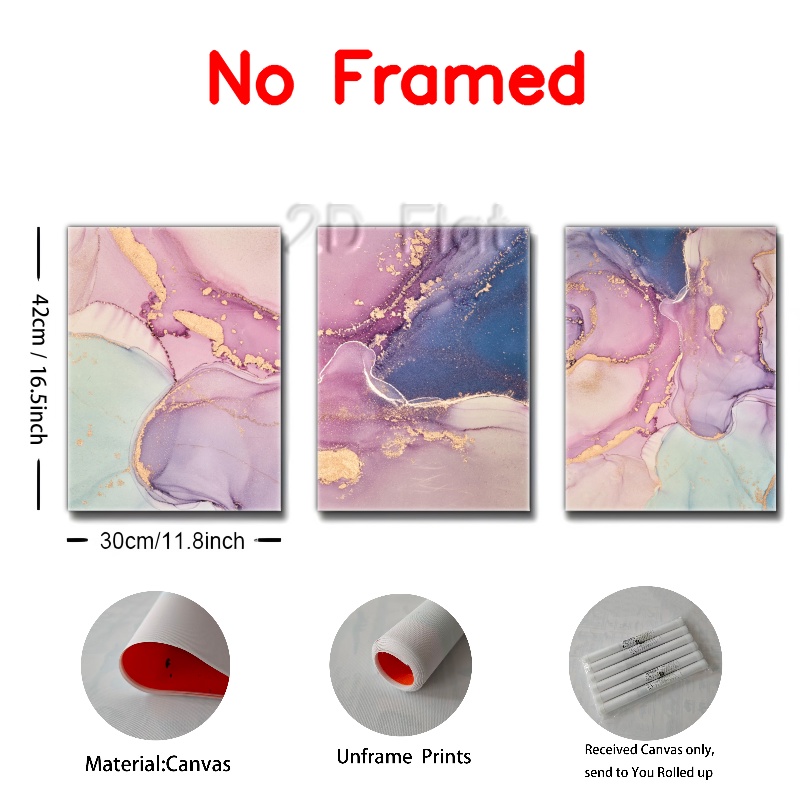 No Framed
2D Flat
42cm / 16.5inch
30cm/11.8inch
Material:Canvas
Unframe Prints
Received Canvas only,
send to You Rolled up